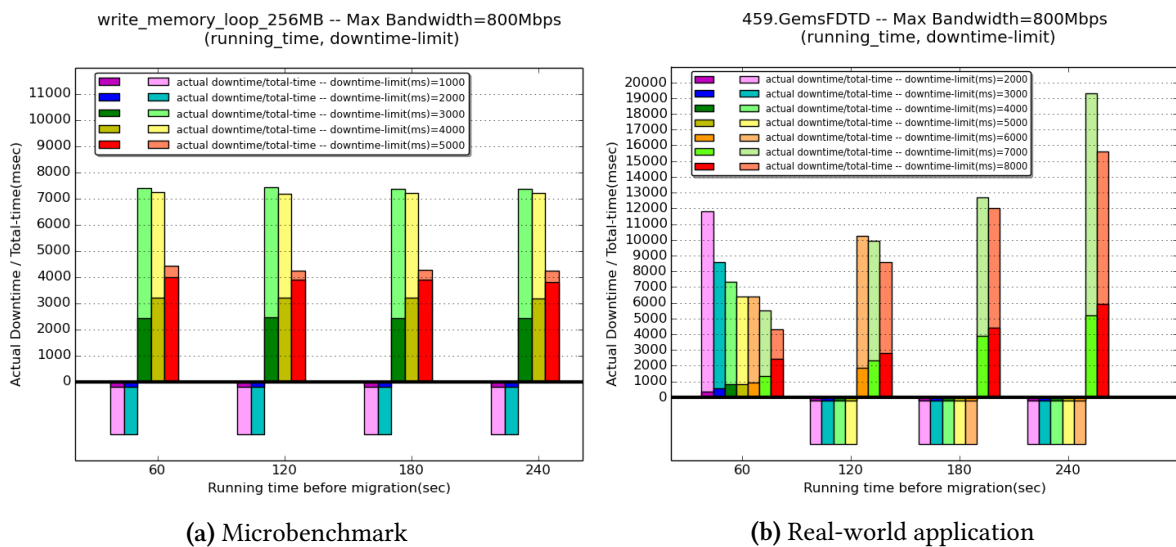 write_memory_loop_256MB -- Max Bandwidth=800Mbps
(running_time, downtime-limit)
actual downtime/total-time -- downtime-limit(ms)=1000
actual downtime/total-time -- downtime-limit(ms)=2000
actual downtime/total-time -- downtime-limit(ms)=3000
actual downtime/total-time -- downtime-limit(ms)=4000
actual downtime/total-time -- downtime-limit(ms)=5000
Actual Downtime / Total-time(msec)
11000
10000
9000
8000
7000
6000
5000
4000
3000
2000
1000
0
60 120 180 240
Running time before migration(sec)
(a) Microbenchmark
459.GemsFDTD -- Max Bandwidth=800Mbps
(running_time, downtime-limit)
actual downtime/total-time -- downtime-limit(ms)=2000
actual downtime/total-time -- downtime-limit(ms)=3000
actual downtime/total-time -- downtime-limit(ms)=4000
actual downtime/total-time -- downtime-limit(ms)=5000
actual downtime/total-time -- downtime-limit(ms)=6000
actual downtime/total-time -- downtime-limit(ms)=7000
actual downtime/total-time -- downtime-limit(ms)=8000
Actual Downtime / Total-time(msec)
20000
19000
18000
17000
16000
15000
14000
13000
12000
11000
10000
9000
8000
7000
6000
5000
4000
3000
2000
1000
0
60 120 180 240
Running time before migration(sec)
(b) Real-world application